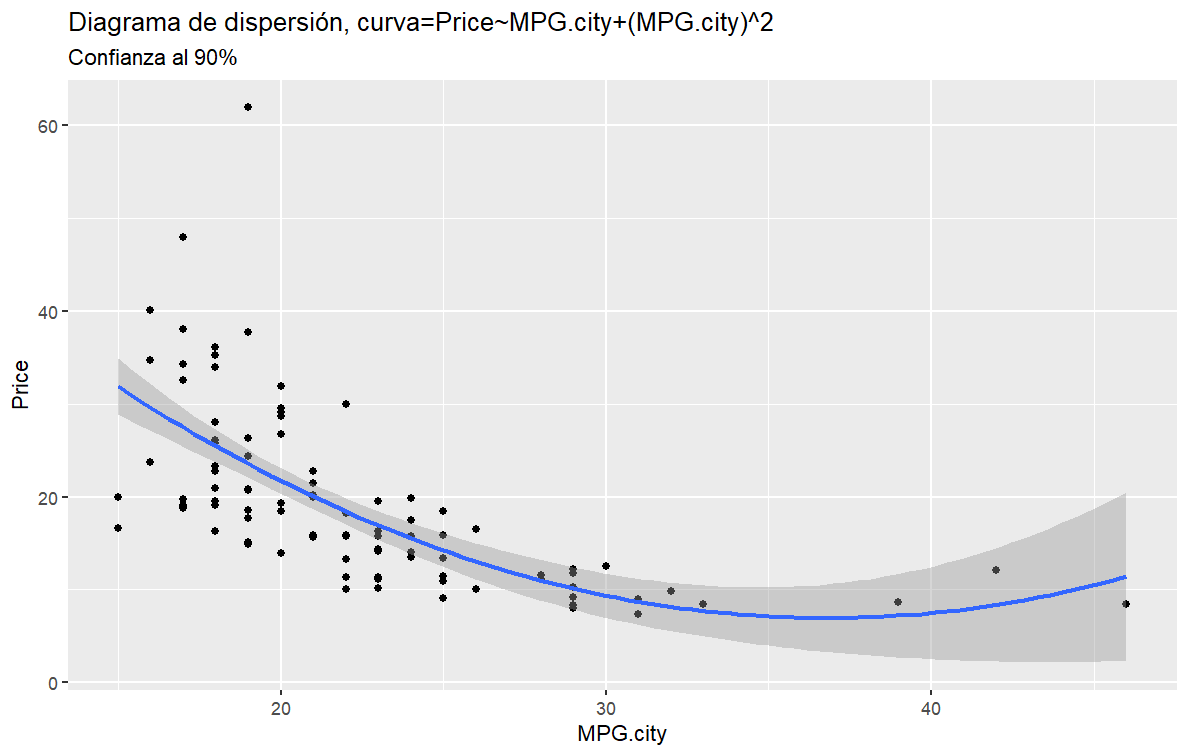 Diagrama de dispersión, curva=Price~MPG.city+(MPG.city)^2
Confianza al 90%
60
40
20
0
Price
20 30 40
MPG.city